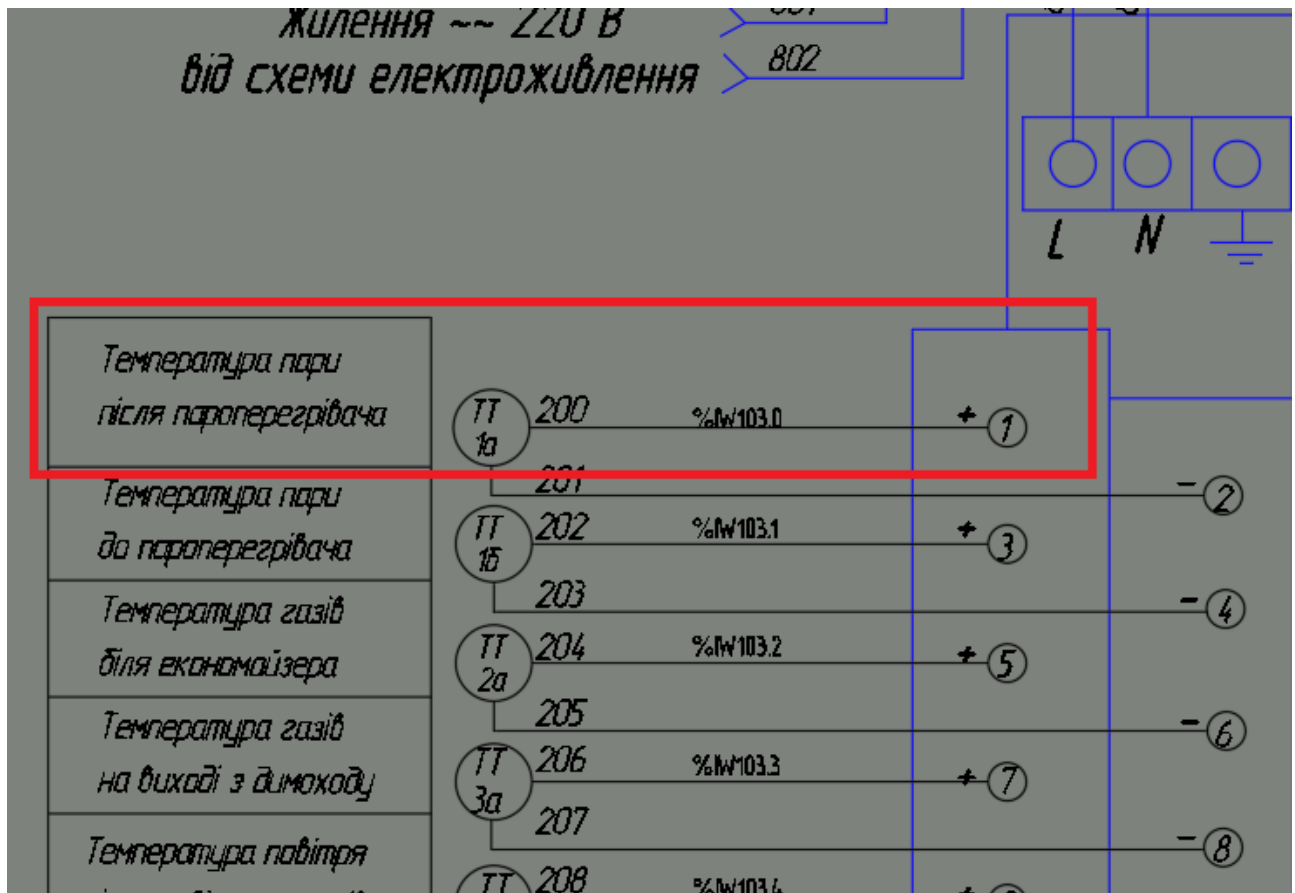 Живлення ~~ 220 В
від схеми електроживлення
802
L N
Температура пари
після пароперегрівача
ТТ
1а
200
%IW103.0
+
1
201
-
2
Температура пари
до пароперегрівача
ТТ
1б
202
%IW103.1
+
3
203
-
4
Температура газів
біля економайзера
ТТ
2а
204
%IW103.2
+
5
205
-
6
Температура газів
на виході з димоходу
ТТ
3а
206
%IW103.3
+
7
207
-
8
Температура повітря
ТТ
208
%IW103.4
+